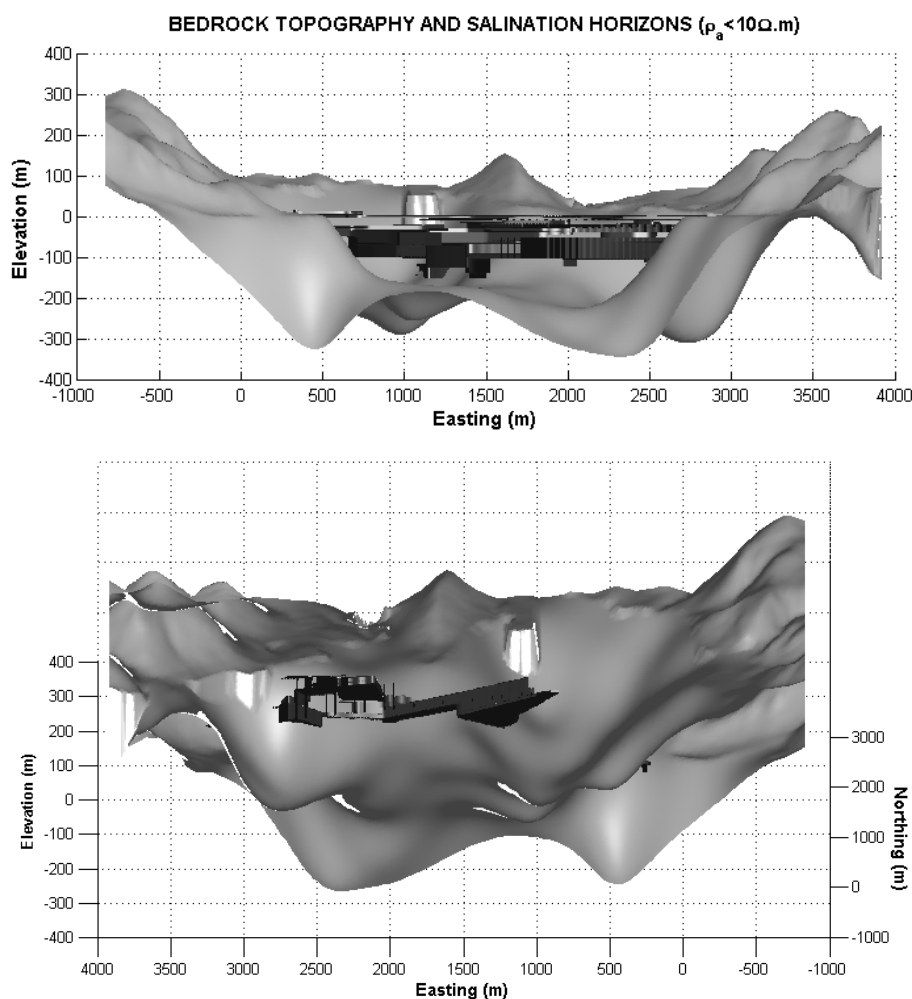 BEDROCK TOPOGRAPHY AND SALINATION HORIZONS (ρa<10Ω.m)
400
300
200
100
0
-100
-200
-300
-400
Elevation (m)
-1000 -500 0 500 1000 1500 2000 2500 3000 3500 4000
Easting (m)
400
300
200
100
0
-100
-200
-300
-400
Elevation (m)
3000
2000
1000
0
-1000
Northing (m)
4000 3500 3000 2500 2000 1500 1000 500 0 -500 -1000
Easting (m)